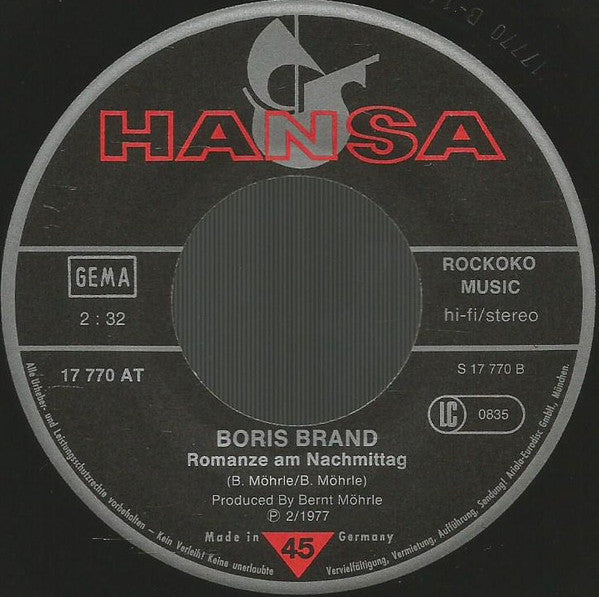 HANSA
GEMA
2 : 32
17 770 AT
ROCKOKO
MUSIC
hi-fi/stereo
S 17 770 B
LC 0835
BORIS BRAND
Romanze am Nachmittag
(B. Möhrle/B. Möhrle)
Produced By Bernt Möhrle
℗ 2/1977
Made in 45 Germany
Alle Urheber- und Leistungsschutzrechte vorbehalten - Kein Verleih! Keine unerlaubte Vervielfältigung, Vermietung, Aufführung, Sendung! Ariola-Eurodisc GmbH, München.